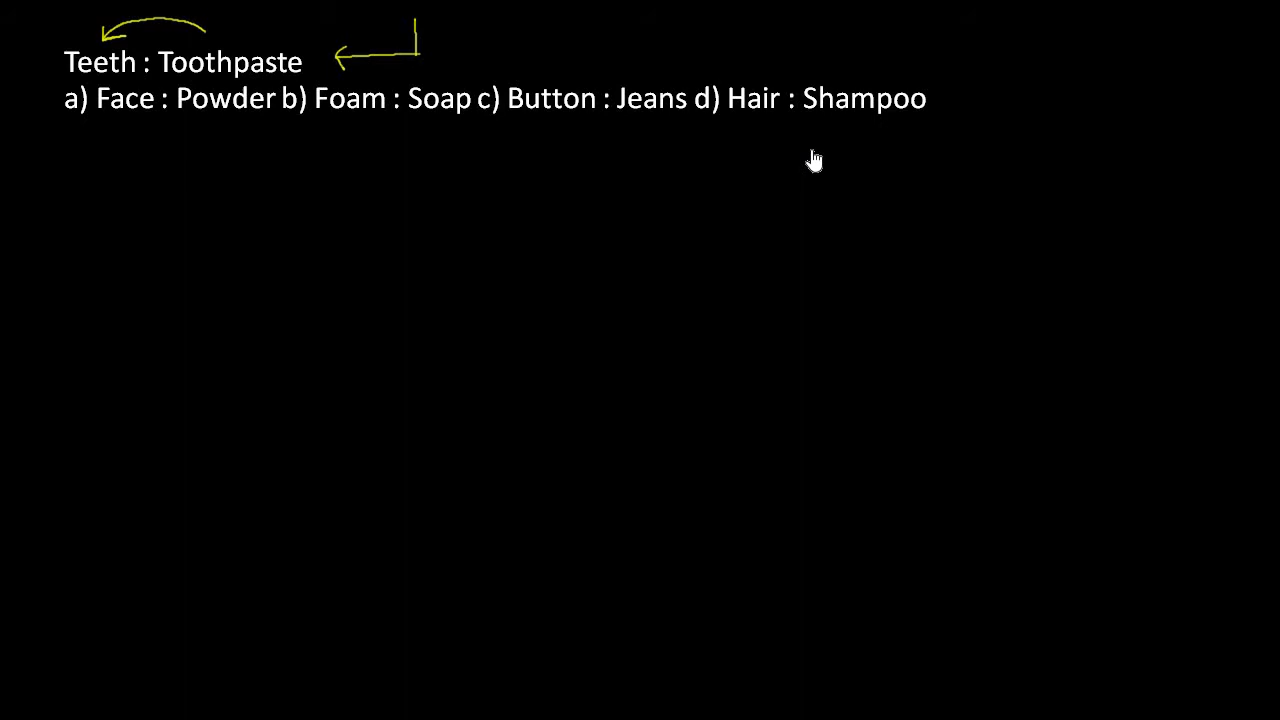 Teeth : Toothpaste
a) Face : Powder b) Foam : Soap c) Button : Jeans d) Hair : Shampoo